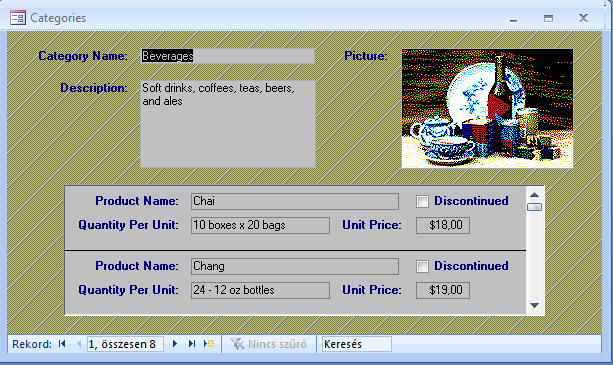 Categories
Category Name: Beverages Picture:
Description: Soft drinks, coffees, teas, beers,
and ales
Product Name: Chai Discontinued
Quantity Per Unit: 10 boxes x 20 bags Unit Price: $18,00
Product Name: Chang Discontinued
Quantity Per Unit: 24 - 12 oz bottles Unit Price: $19,00
Rekord: 1, összesen 8 Nincs szűrő Keresés